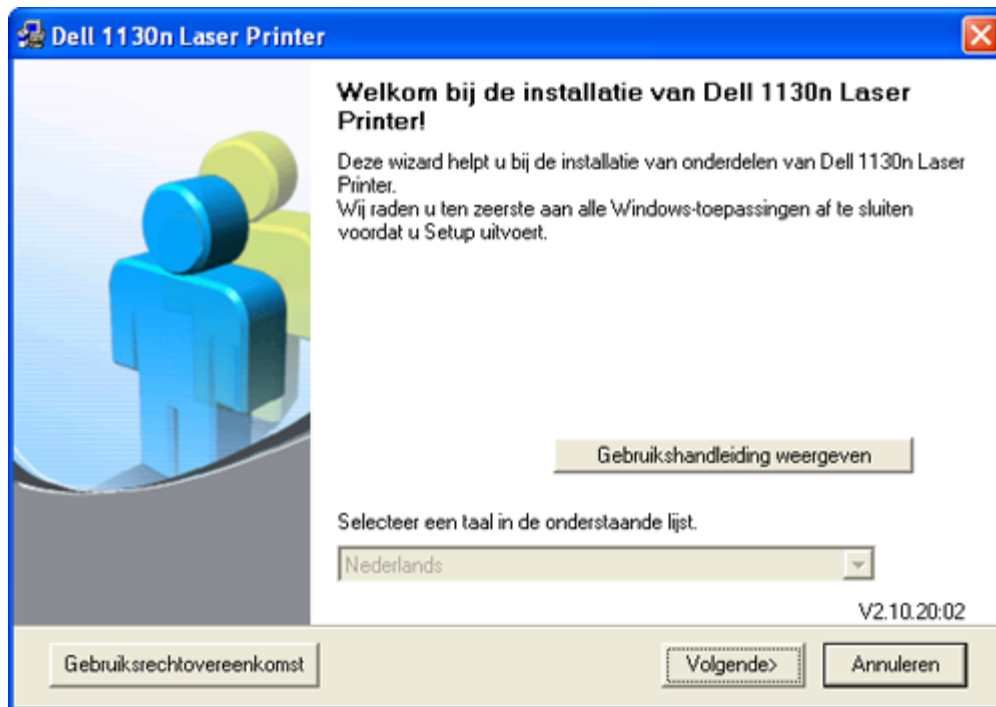 Dell 1130n Laser Printer
Welkom bij de installatie van Dell 1130n Laser
Printer!
Deze wizard helpt u bij de installatie van onderdelen van Dell 1130n Laser
Printer.
Wij raden u ten zeerste aan alle Windows-toepassingen af te sluiten
voordat u Setup uitvoert.
Gebruikshandleiding weergeven
Selecteer een taal in de onderstaande lijst.
Nederlands
V2.10.20:02
Gebruiksrechtovereenkomst
Volgende>
Annuleren